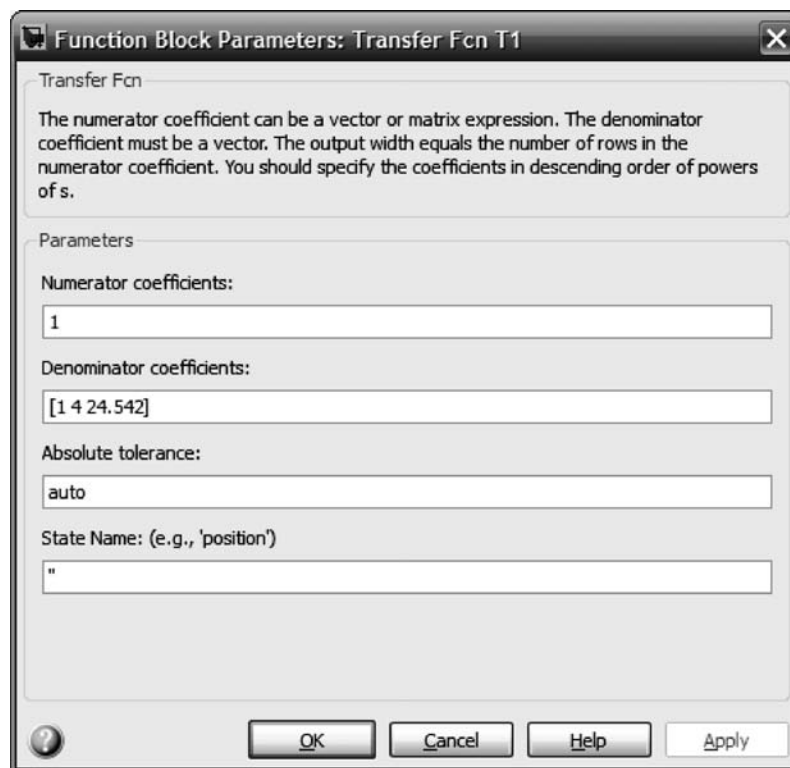 Function Block Parameters: Transfer Fcn T1
Transfer Fcn
The numerator coefficient can be a vector or matrix expression. The denominator
coefficient must be a vector. The output width equals the number of rows in the
numerator coefficient. You should specify the coefficients in descending order of powers
of s.
Parameters
Numerator coefficients:
1
Denominator coefficients:
[1 4 24.542]
Absolute tolerance:
auto
State Name: (e.g., 'position')
''
OK Cancel Help Apply